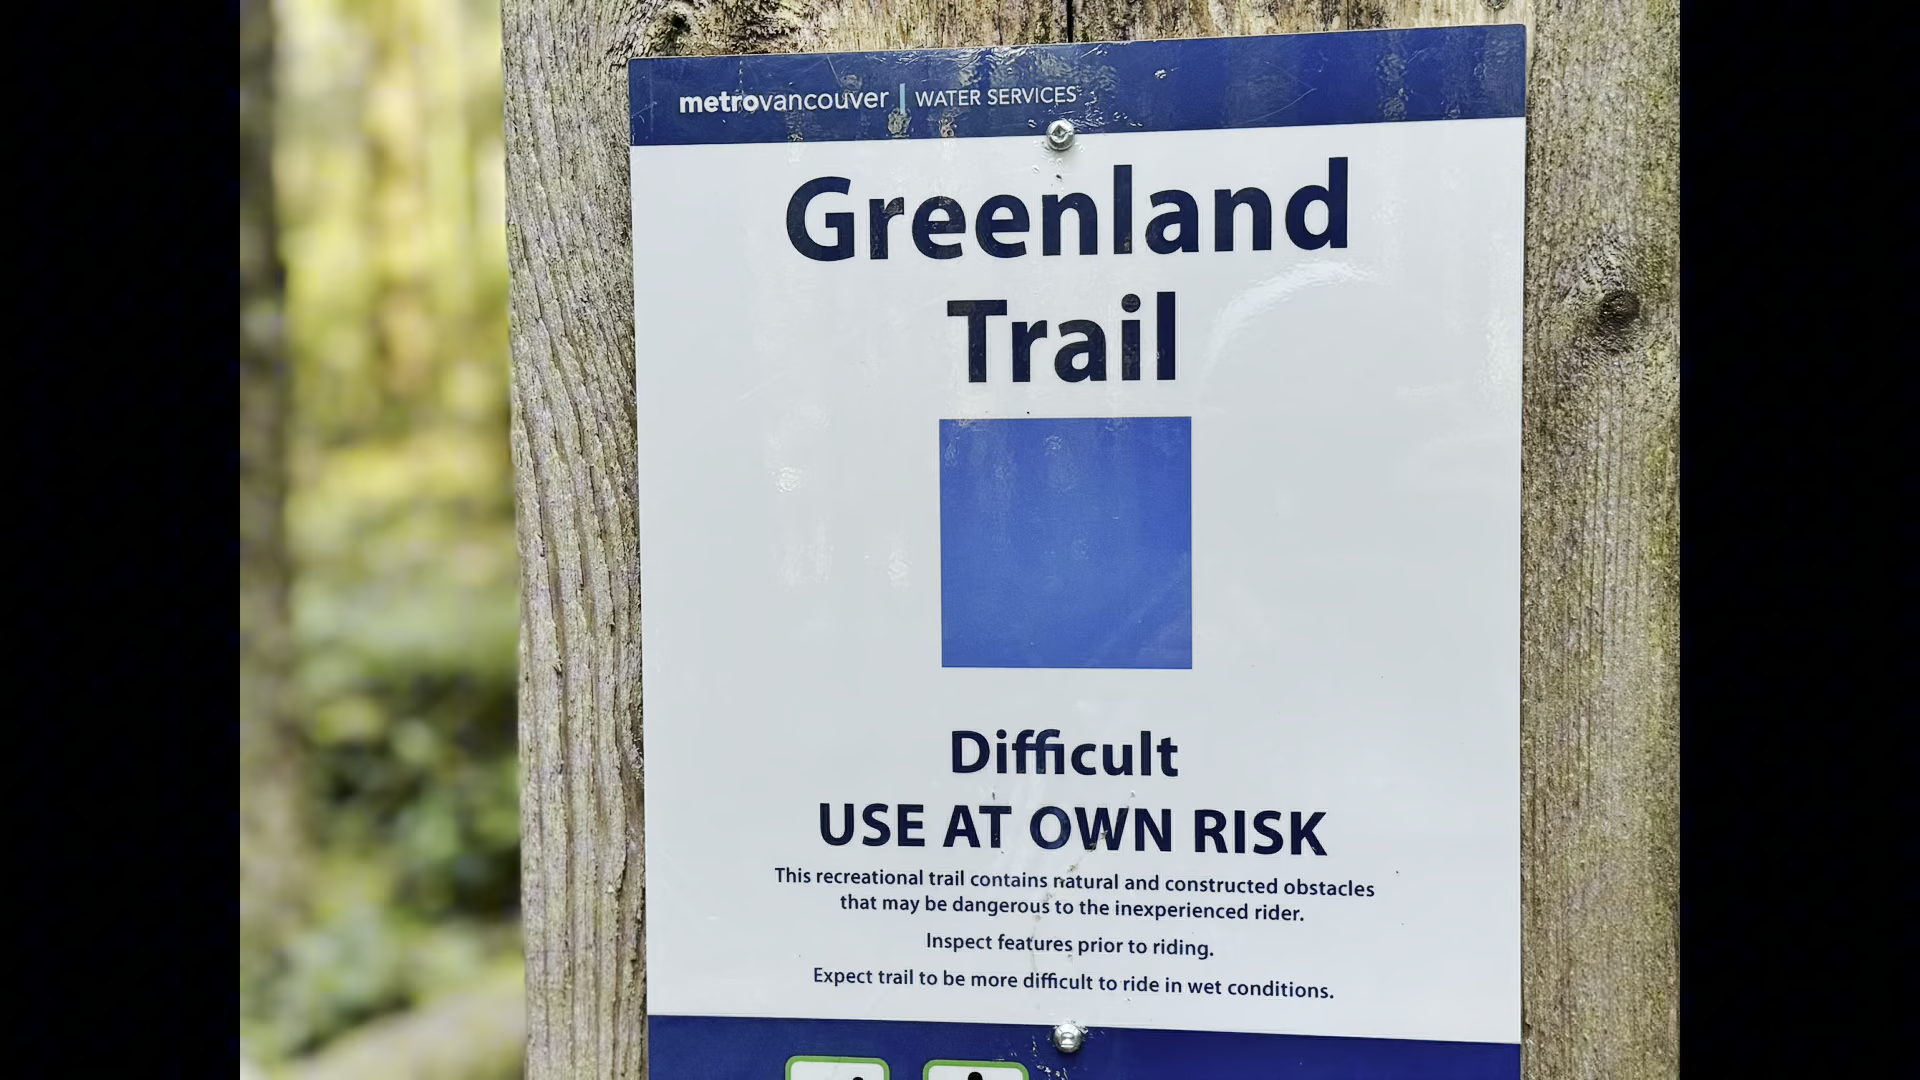 metrovancouver | WATER SERVICES
Greenland
Trail
Difficult
USE AT OWN RISK
This recreational trail contains natural and constructed obstacles
that may be dangerous to the inexperienced rider.
Inspect features prior to riding.
Expect trail to be more difficult to ride in wet conditions.